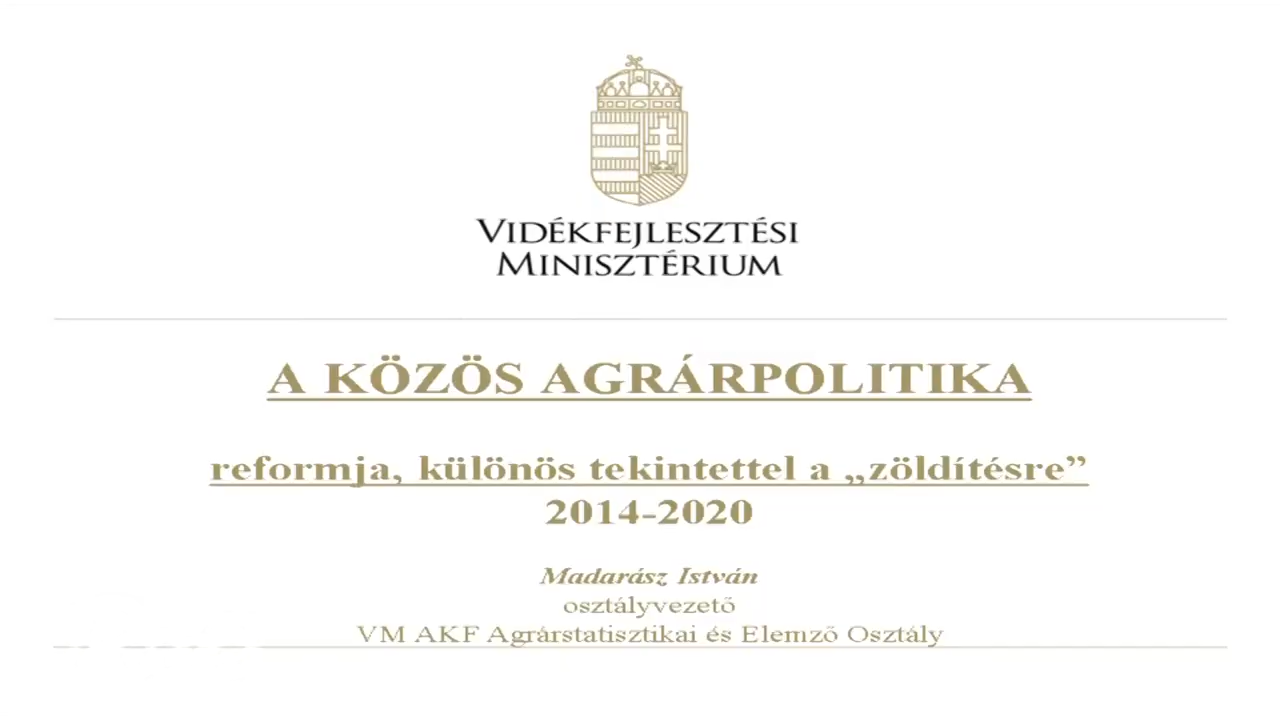 VIDÉKFEJLESZTÉSI
MINISZTÉRIUM
A KÖZÖS AGRÁRPOLITIKA
reformja, különös tekintettel a „zöldítésre”
2014-2020
Madarász István
osztályvezető
VM AKF Agrárstatisztikai és Elemző Osztály